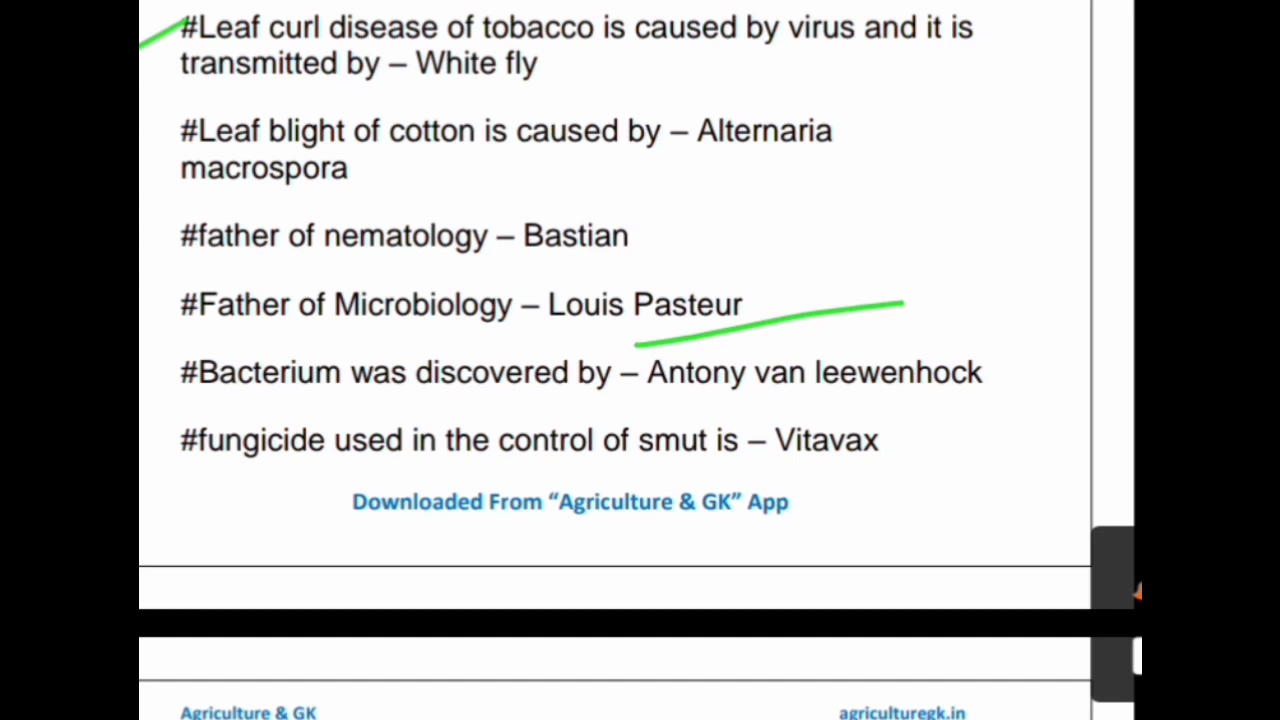 #Leaf curl disease of tobacco is caused by virus and it is
transmitted by – White fly
#Leaf blight of cotton is caused by – Alternaria
macrospora
#father of nematology – Bastian
#Father of Microbiology – Louis Pasteur
#Bacterium was discovered by – Antony van leewenhock
#fungicide used in the control of smut is – Vitavax
Downloaded From “Agriculture & GK” App
Agriculture & GK agriculturegk.in